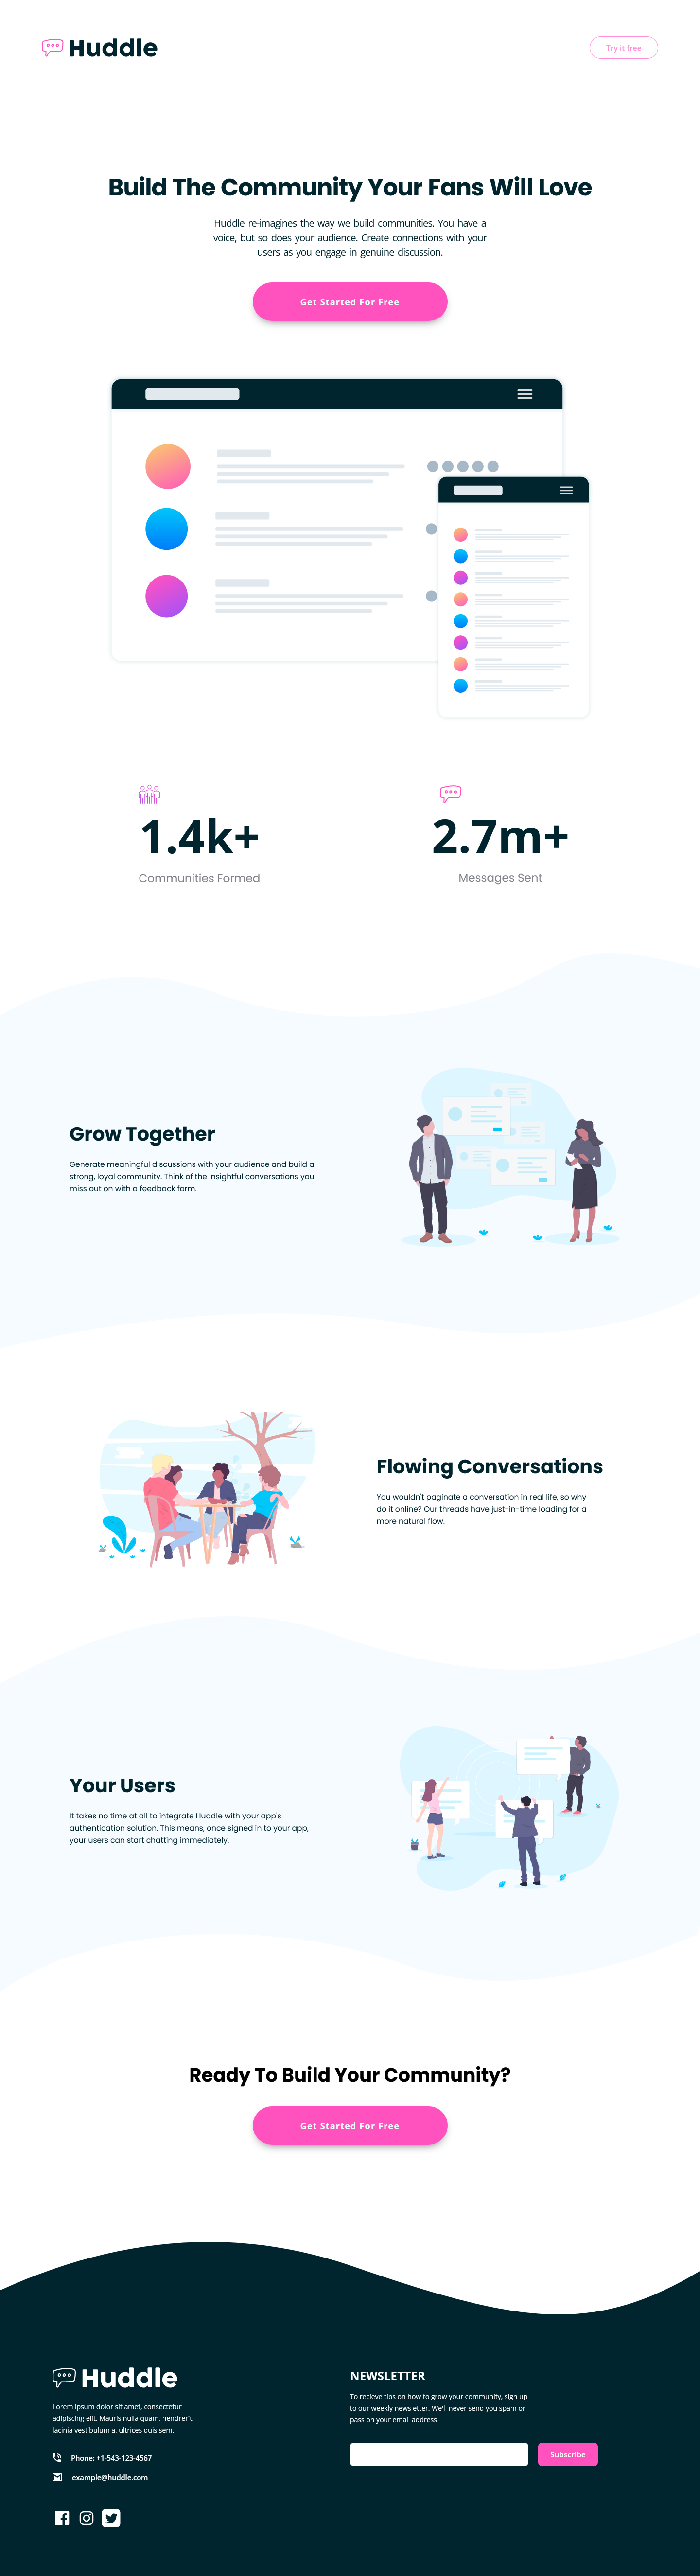 Huddle
Try it free
Build The Community Your Fans Will Love
Huddle re-imagines the way we build communities. You have a
voice, but so does your audience. Create connections with your
users as you engage in genuine discussion.
Get Started For Free
1.4k+
Communities Formed
2.7m+
Messages Sent
Grow Together
Generate meaningful discussions with your audience and build a
strong, loyal community. Think of the insightful conversations you
miss out on with a feedback form.
Flowing Conversations
You wouldn't paginate a conversation in real life, so why
do it online? Our threads have just-in-time loading for a
more natural flow.
Your Users
It takes no time at all to integrate Huddle with your app's
authentication solution. This means, once signed in to your app,
your users can start chatting immediately.
Ready To Build Your Community?
Get Started For Free
Huddle
Lorem ipsum dolor sit amet, consectetur
adipiscing elit. Mauris nulla quam, hendrerit
lacinia vestibulum a, ultrices quis sem.
Phone: +1-543-123-4567
example@huddle.com
NEWSLETTER
To recieve tips on how to grow your community, sign up
to our weekly newsletter. We'll never send you spam or
pass on your email address
Subscribe